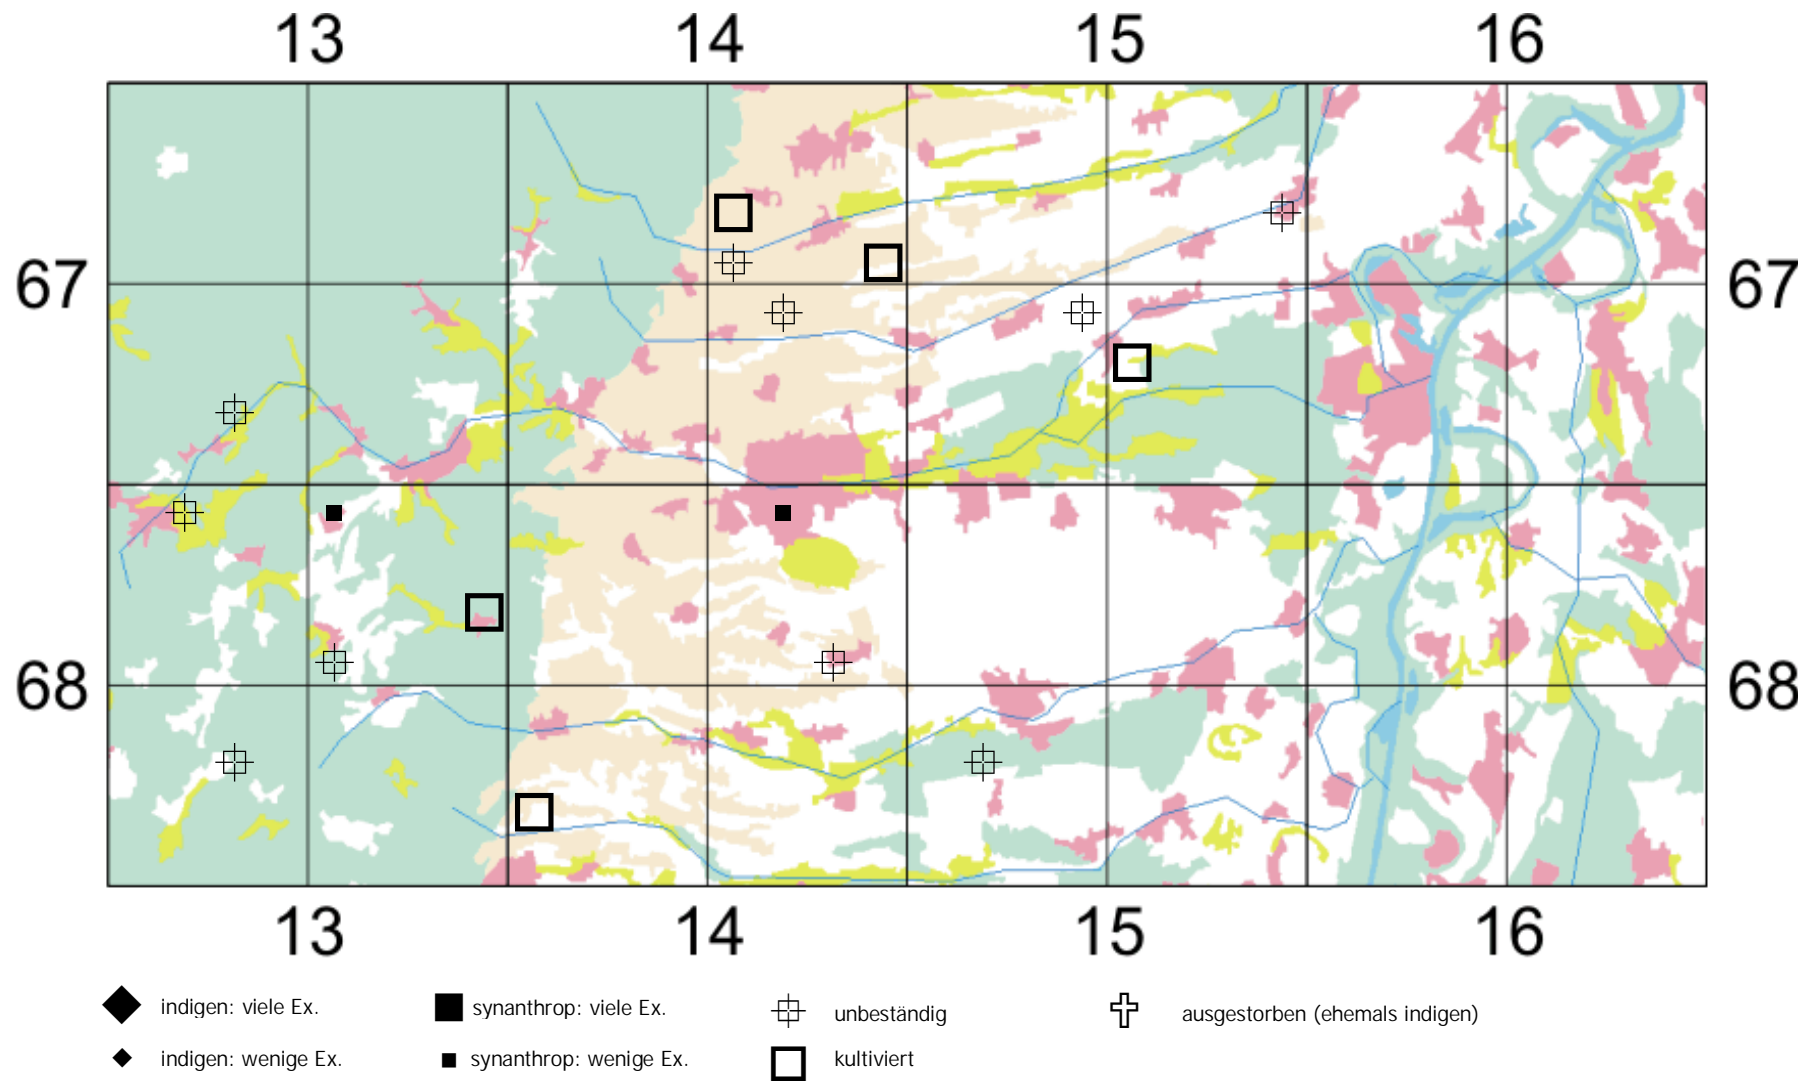 13 14 15 16
67 67
68 68
13 14 15 16
indigen: viele Ex. synanthrop: viele Ex. unbeständig ausgestorben (ehemals indigen)
indigen: wenige Ex. synanthrop: wenige Ex. kultiviert